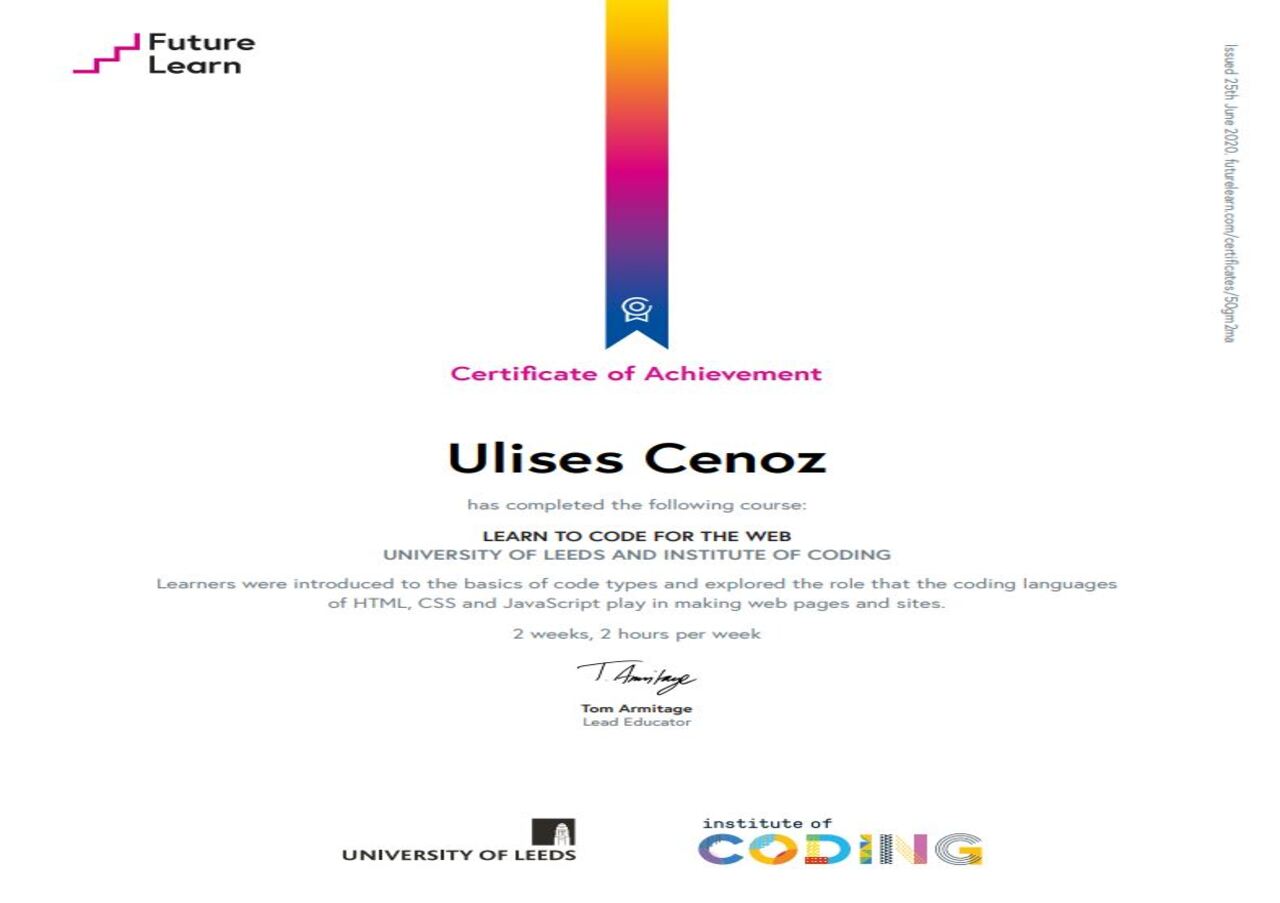 Future
Learn
Issued 25th June 2020. futurelearn.com/certificates/50gm2ma
Certificate of Achievement
Ulises Cenoz
has completed the following course:
LEARN TO CODE FOR THE WEB
UNIVERSITY OF LEEDS AND INSTITUTE OF CODING
Learners were introduced to the basics of code types and explored the role that the coding languages
of HTML, CSS and JavaScript play in making web pages and sites.
2 weeks, 2 hours per week
T. Armitage
Tom Armitage
Lead Educator
UNIVERSITY OF LEEDS
institute of
CODING